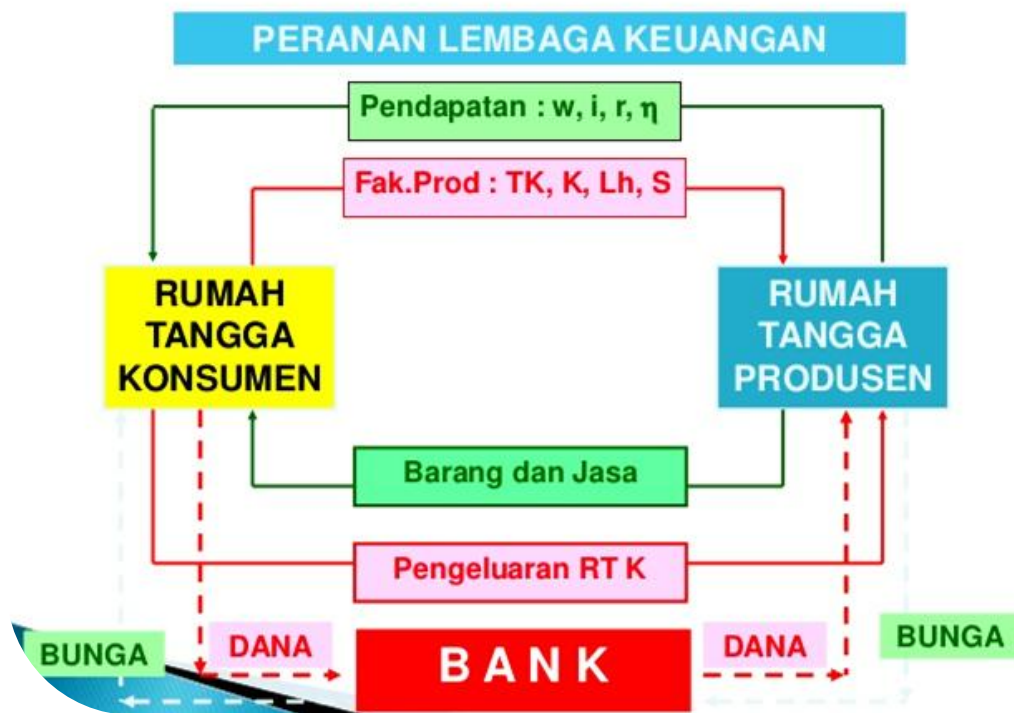 PERANAN LEMBAGA KEUANGAN
Pendapatan : w, i, r, η
Fak.Prod : TK, K, Lh, S
RUMAH
TANGGA
KONSUMEN
RUMAH
TANGGA
PRODUSEN
Barang dan Jasa
Pengeluaran RT K
BUNGA
DANA
BANK
DANA
BUNGA